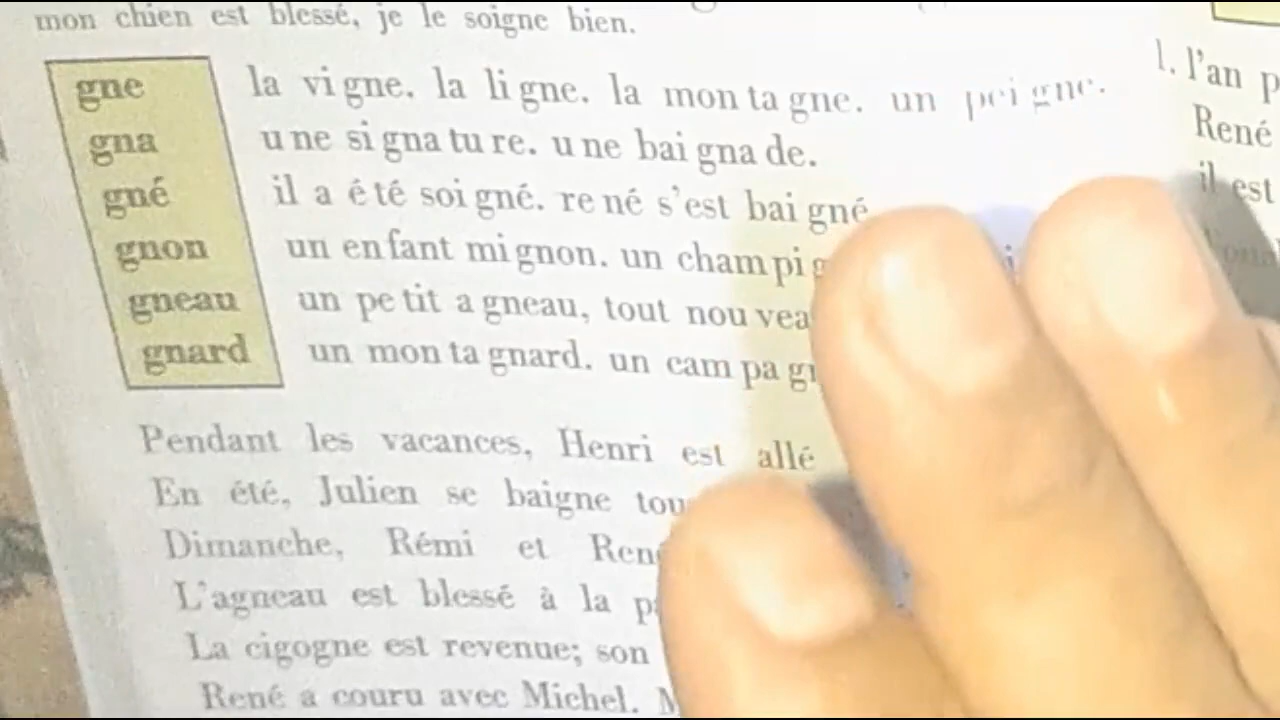 mon chien est blessé, je le soigne bien.
gne la vi gne. la li gne. la mon ta gne. un pei gne.
gna u ne si gna tu re. u ne bai gna de.
gné il a é té soi gné. re né s'est bai gné
gnon un en fant mi gnon. un cham pi
gneau un pe tit a gneau, tout nou
gnard un mon ta gnard. un cam pa
Pendant les vacances, Henri est allé
En été, Julien se baigne
Dimanche, Rémi et
L'agneau est blessé à la
La cigogne est revenue; son
René a couru avec Michel.
1. l'an
René
il est